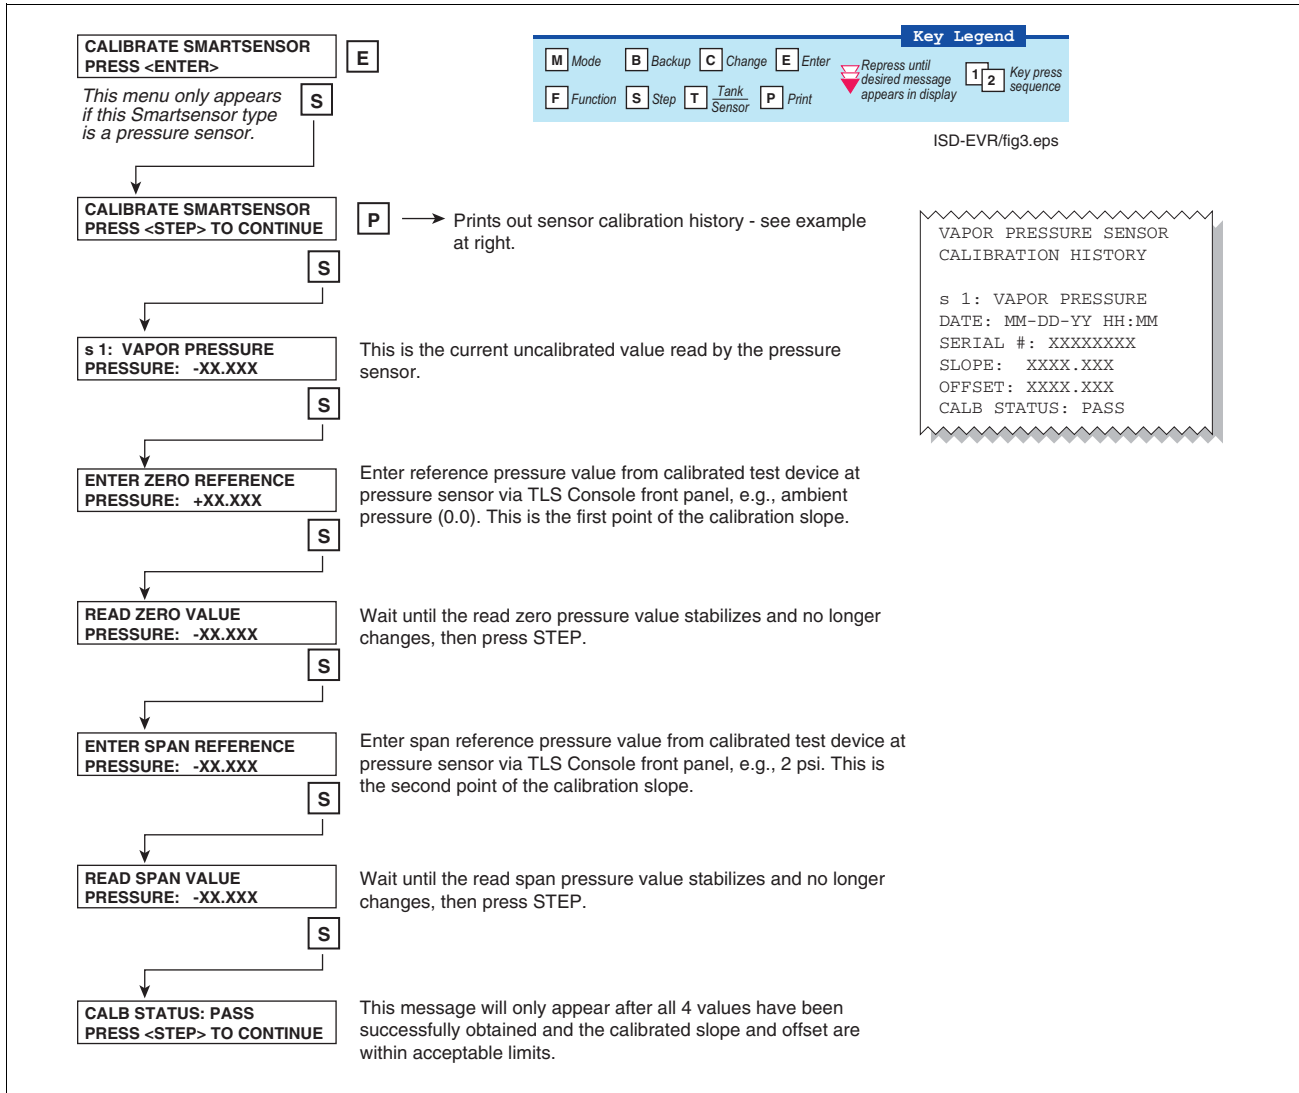 CALIBRATE SMARTSENSOR
PRESS <ENTER>
E
This menu only appears
if this Smartsensor type
is a pressure sensor.
S
Key Legend
M Mode B Backup C Change E Enter
F Function S Step T Tank
Sensor
P Print
Repress until
desired message
appears in display
1 2
Key press
sequence
ISD-EVR/fig3.eps
CALIBRATE SMARTSENSOR
PRESS <STEP> TO CONTINUE
P
Prints out sensor calibration history - see example
at right.
S
VAPOR PRESSURE SENSOR
CALIBRATION HISTORY
s 1: VAPOR PRESSURE
DATE: MM-DD-YY HH:MM
SERIAL #: XXXXXXXX
SLOPE: XXXX.XXX
OFFSET: XXXX.XXX
CALB STATUS: PASS
s 1: VAPOR PRESSURE
PRESSURE: -XX.XXX
This is the current uncalibrated value read by the pressure
sensor.
S
ENTER ZERO REFERENCE
PRESSURE: +XX.XXX
Enter reference pressure value from calibrated test device at
pressure sensor via TLS Console front panel, e.g., ambient
pressure (0.0). This is the first point of the calibration slope.
S
READ ZERO VALUE
PRESSURE: -XX.XXX
Wait until the read zero pressure value stabilizes and no longer
changes, then press STEP.
S
ENTER SPAN REFERENCE
PRESSURE: -XX.XXX
Enter span reference pressure value from calibrated test device at
pressure sensor via TLS Console front panel, e.g., 2 psi. This is
the second point of the calibration slope.
S
READ SPAN VALUE
PRESSURE: -XX.XXX
Wait until the read span pressure value stabilizes and no longer
changes, then press STEP.
S
CALB STATUS: PASS
PRESS <STEP> TO CONTINUE
This message will only appear after all 4 values have been
successfully obtained and the calibrated slope and offset are
within acceptable limits.